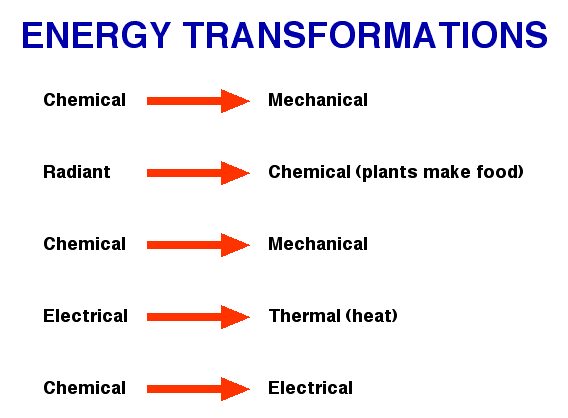 ENERGY TRANSFORMATIONS
Chemical Mechanical
Radiant Chemical (plants make food)
Chemical Mechanical
Electrical Thermal (heat)
Chemical Electrical